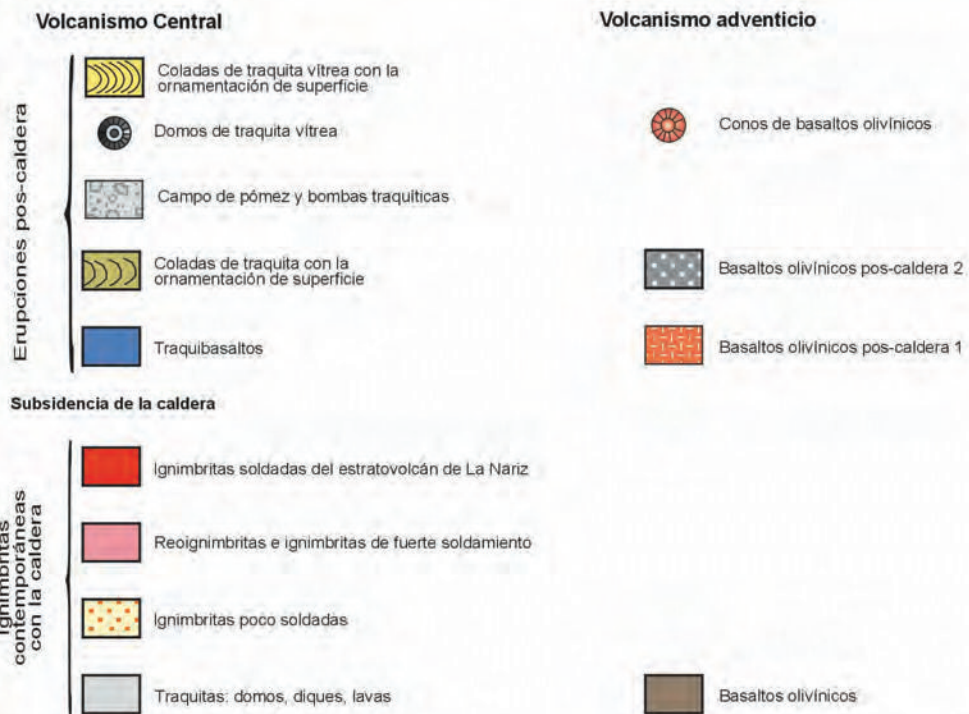 Volcanismo Central
Volcanismo adventicio
Erupciones pos-caldera
Coladas de traquita vítrea con la
ornamentación de superficie
Domos de traquita vítrea
Conos de basaltos olivínicos
Campo de pómez y bombas traquíticas
Coladas de traquita con la
ornamentación de superficie
Basaltos olivínicos pos-caldera 2
Traquibasaltos
Basaltos olivínicos pos-caldera 1
Subsidencia de la caldera
Ignimbritas
contemporáneas
con la caldera
Ignimbritas soldadas del estratovolcán de La Nariz
Reoignimbritas e ignimbritas de fuerte soldamiento
Ignimbritas poco soldadas
Traquitas: domos, diques, lavas
Basaltos olivínicos